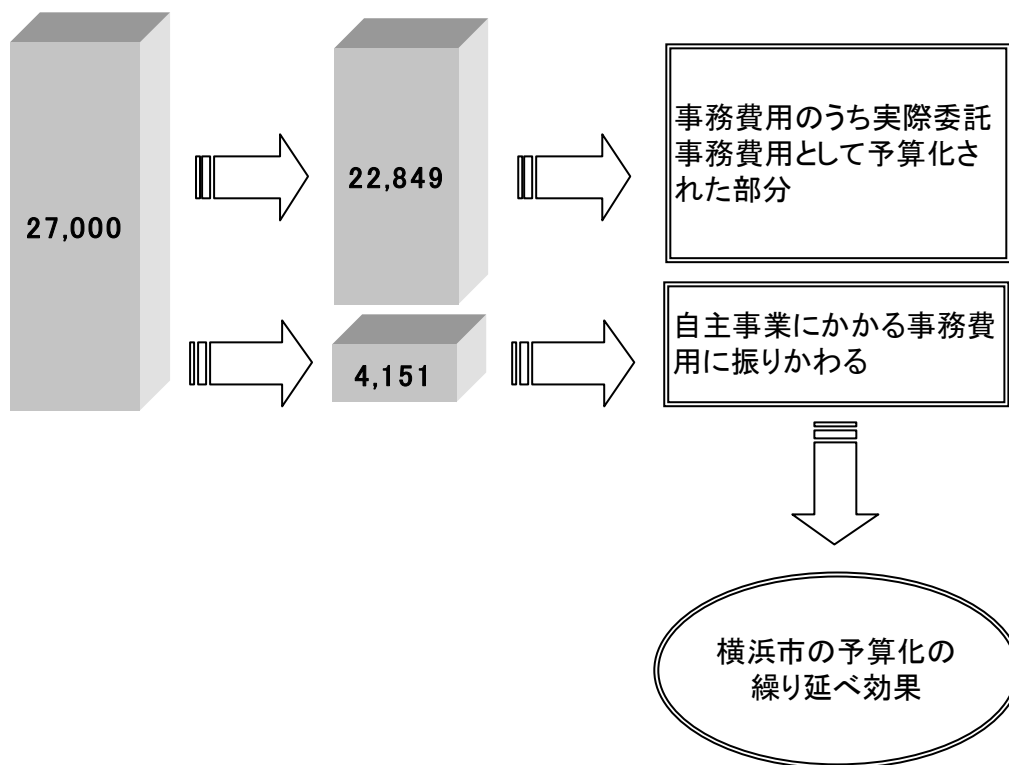 27,000
22,849
事務費用のうち実際委託
事務費用として予算化さ
れた部分
4,151
自主事業にかかる事務費
用に振りかわる
横浜市の予算化の
繰り延べ効果